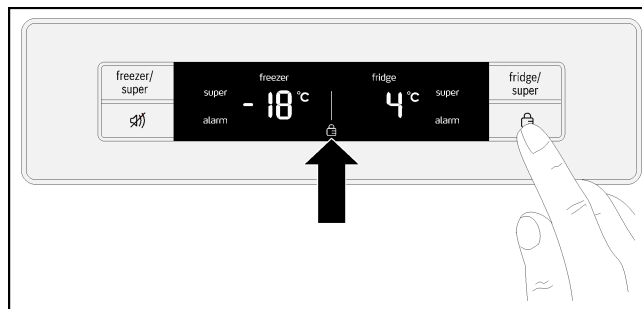 freezer/
super
freezer
fridge
super
-18 °C
4 °C
super
alarm
alarm
fridge/
super